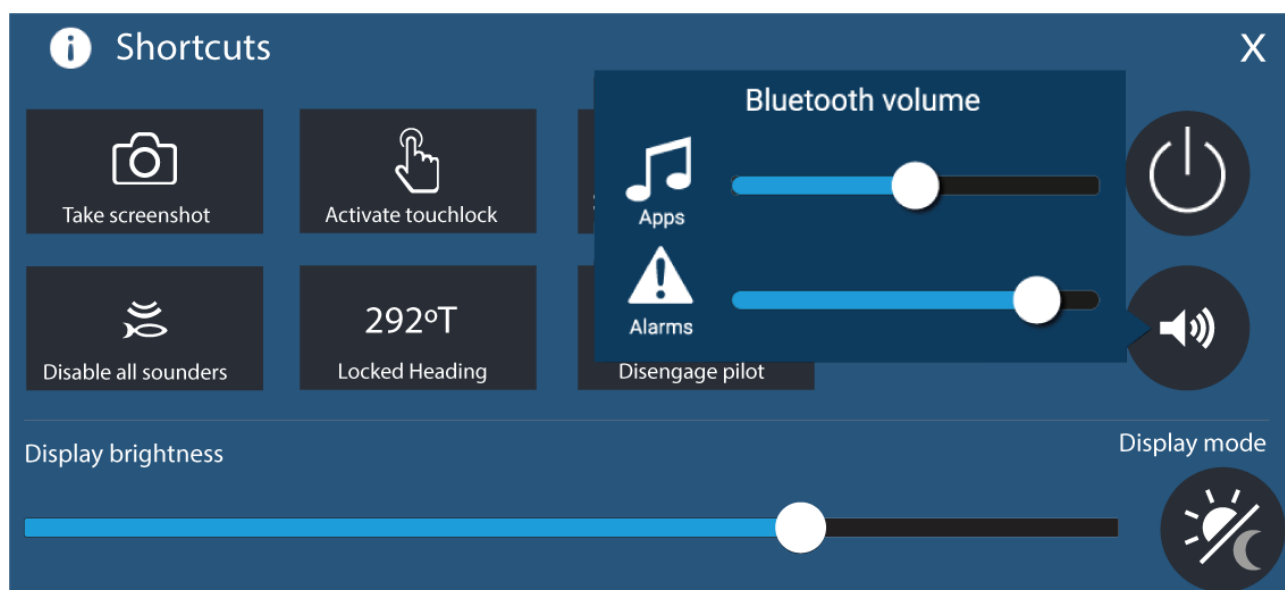 Shortcuts
X
Bluetooth volume
Take screenshot
Activate touchlock
Apps
292ºT
Alarms
Disable all sounders
Locked Heading
Disengage pilot
Display brightness
Display mode